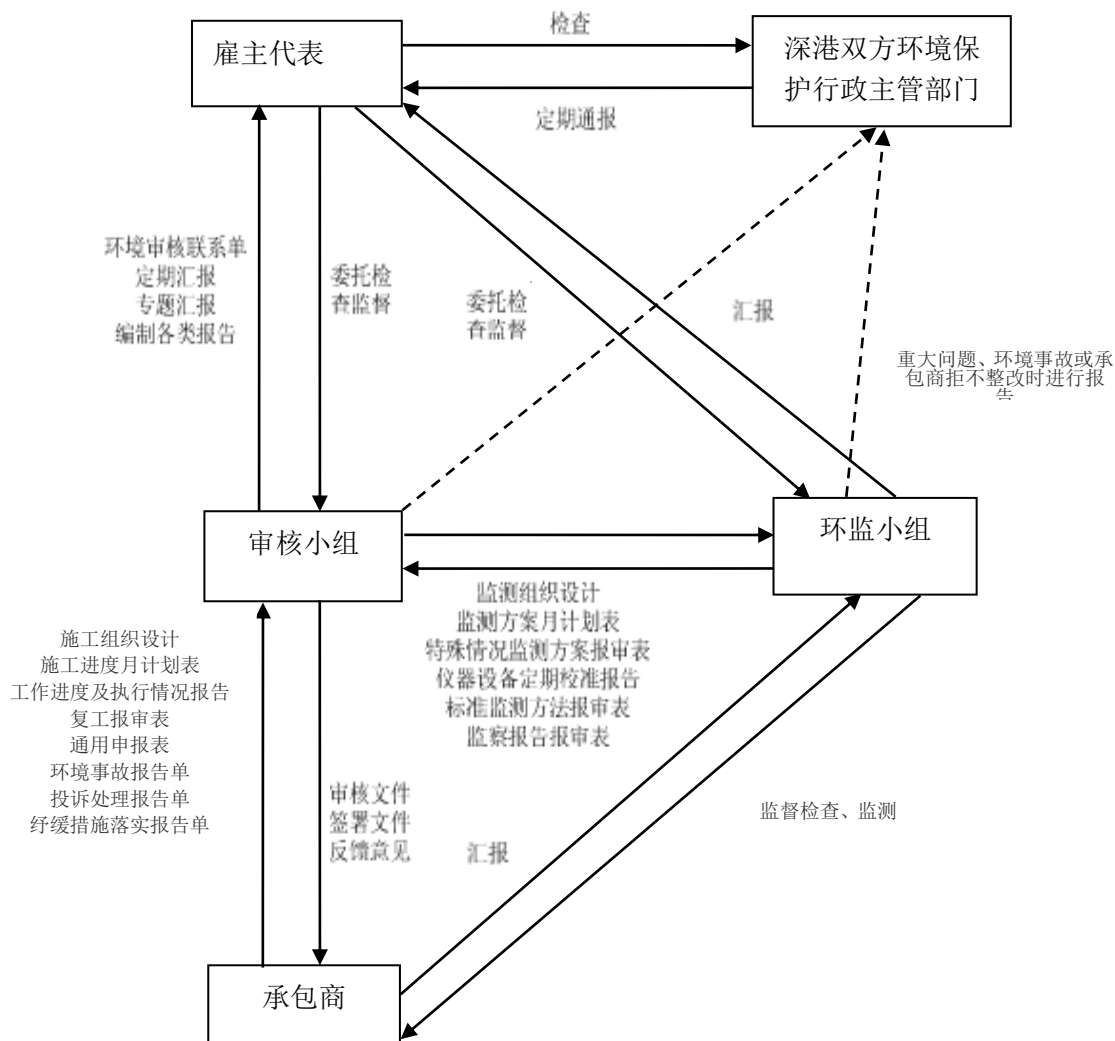 检查
雇主代表
深港双方环境保
护行政主管部门
定期通报
环境审核联系单
定期汇报
专题汇报
编制各类报告
委托检
查监督
委托检
查监督
汇报
重大问题、环境事故或承
包商拒不整改时进行报
告
审核小组
环监小组
监测组织设计
监测方案月计划表
特殊情况监测方案报审表
仪器设备定期校准报告
标准监测方法报审表
监察报告报审表
施工组织设计
施工进度月计划表
工作进度及执行情况报告
复工报审表
通用申报表
环境事故报告单
投诉处理报告单
纾缓措施落实报告单
审核文件
签署文件
反馈意见
汇报
监督检查、监测
承包商